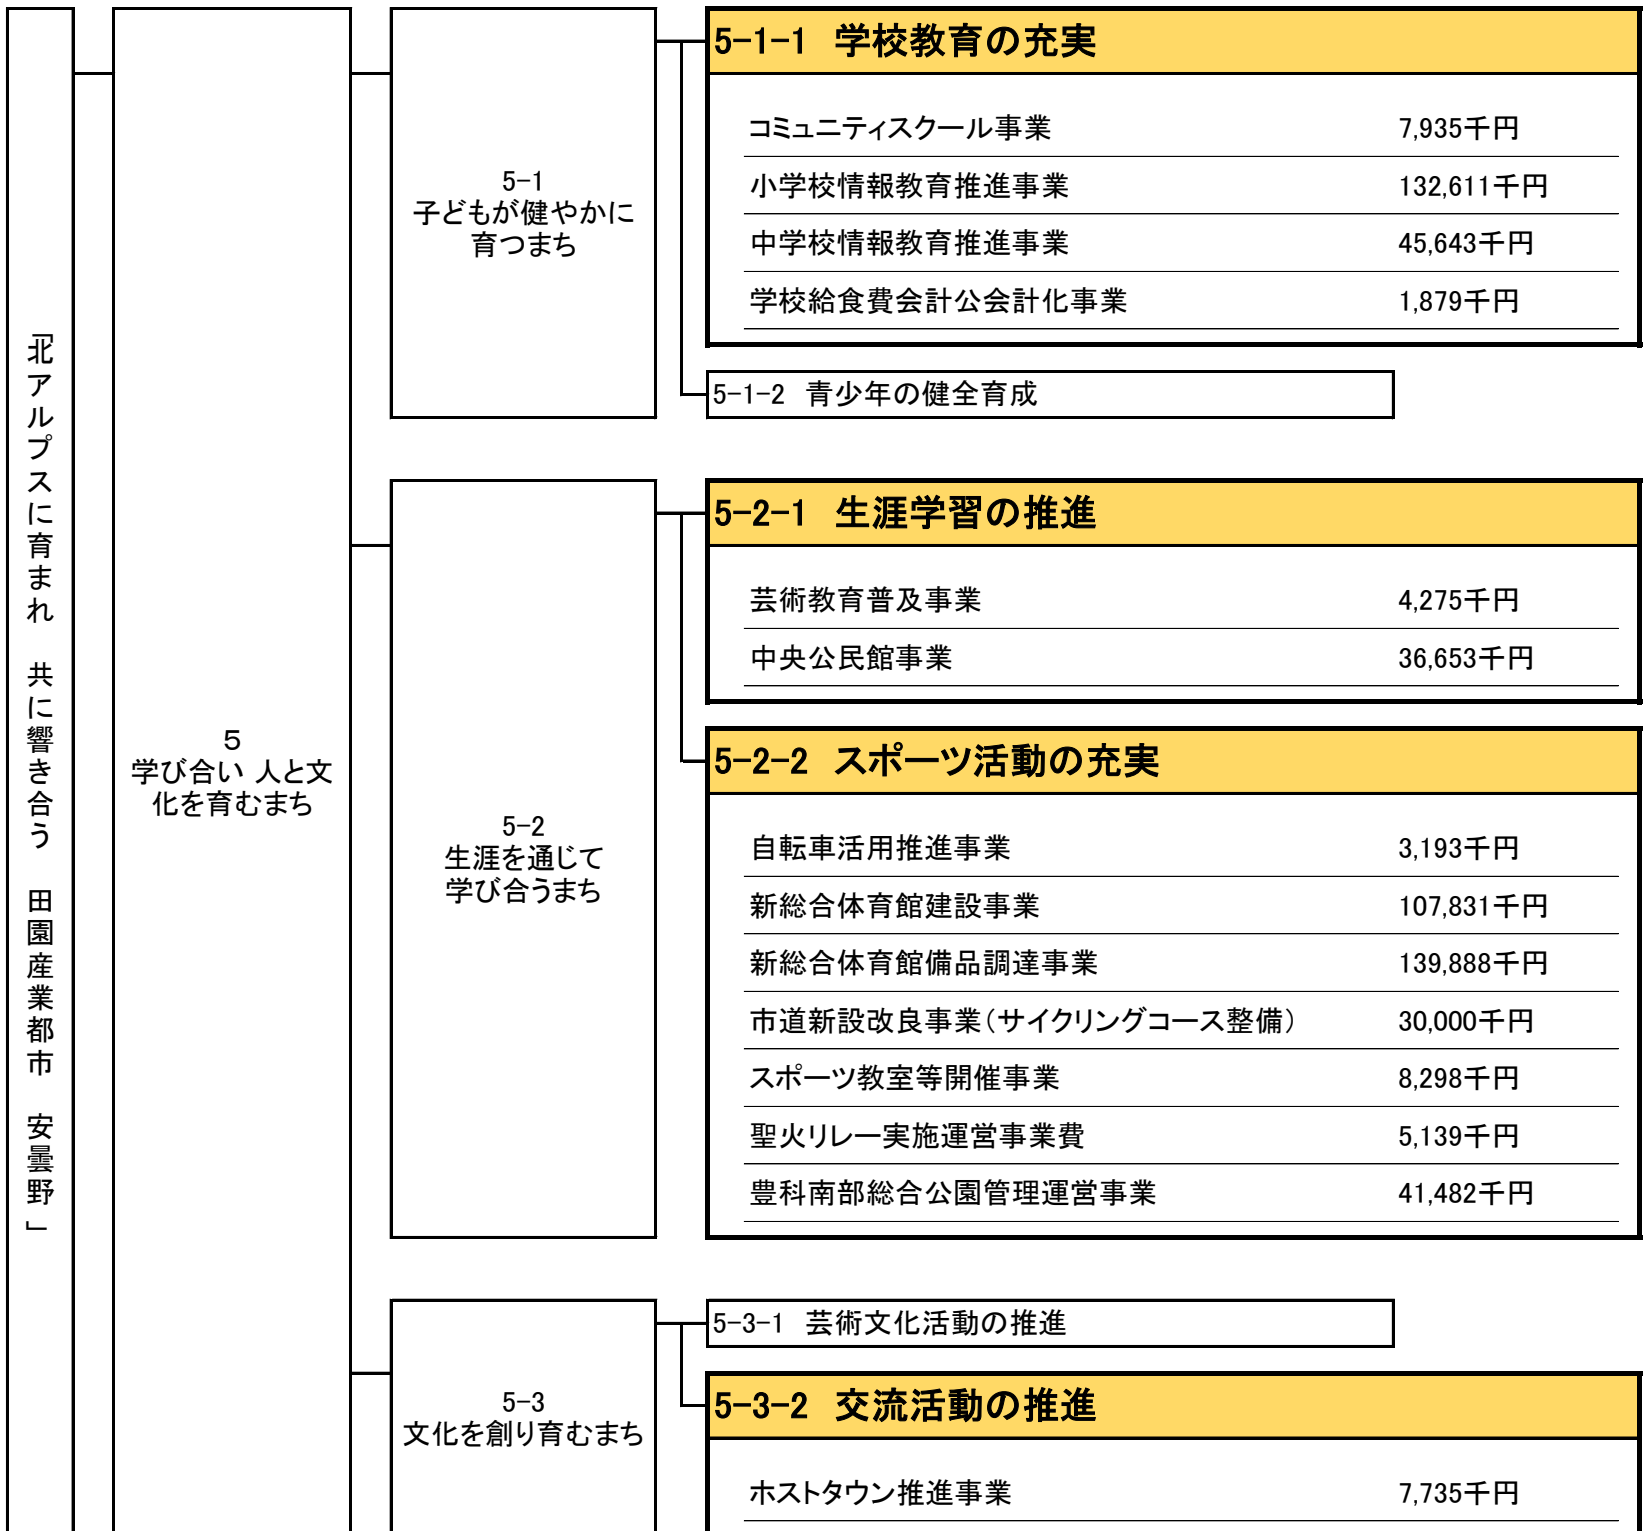 「北アルプスに育まれ　共に響き合う　田園産業都市　安曇野」
5
学び合い 人と文
化を育むまち
5-1
子どもが健やかに
育つまち
5-1-1　学校教育の充実
コミュニティスクール事業 7,935千円
小学校情報教育推進事業 132,611千円
中学校情報教育推進事業 45,643千円
学校給食費会計公会計化事業 1,879千円
5-1-2　青少年の健全育成
5-2
生涯を通じて
学び合うまち
5-2-1　生涯学習の推進
芸術教育普及事業 4,275千円
中央公民館事業 36,653千円
5-2-2　スポーツ活動の充実
自転車活用推進事業 3,193千円
新総合体育館建設事業 107,831千円
新総合体育館備品調達事業 139,888千円
市道新設改良事業（サイクリングコース整備） 30,000千円
スポーツ教室等開催事業 8,298千円
聖火リレー実施運営事業費 5,139千円
豊科南部総合公園管理運営事業 41,482千円
5-3
文化を創り育むまち
5-3-1　芸術文化活動の推進
5-3-2　交流活動の推進
ホストタウン推進事業 7,735千円